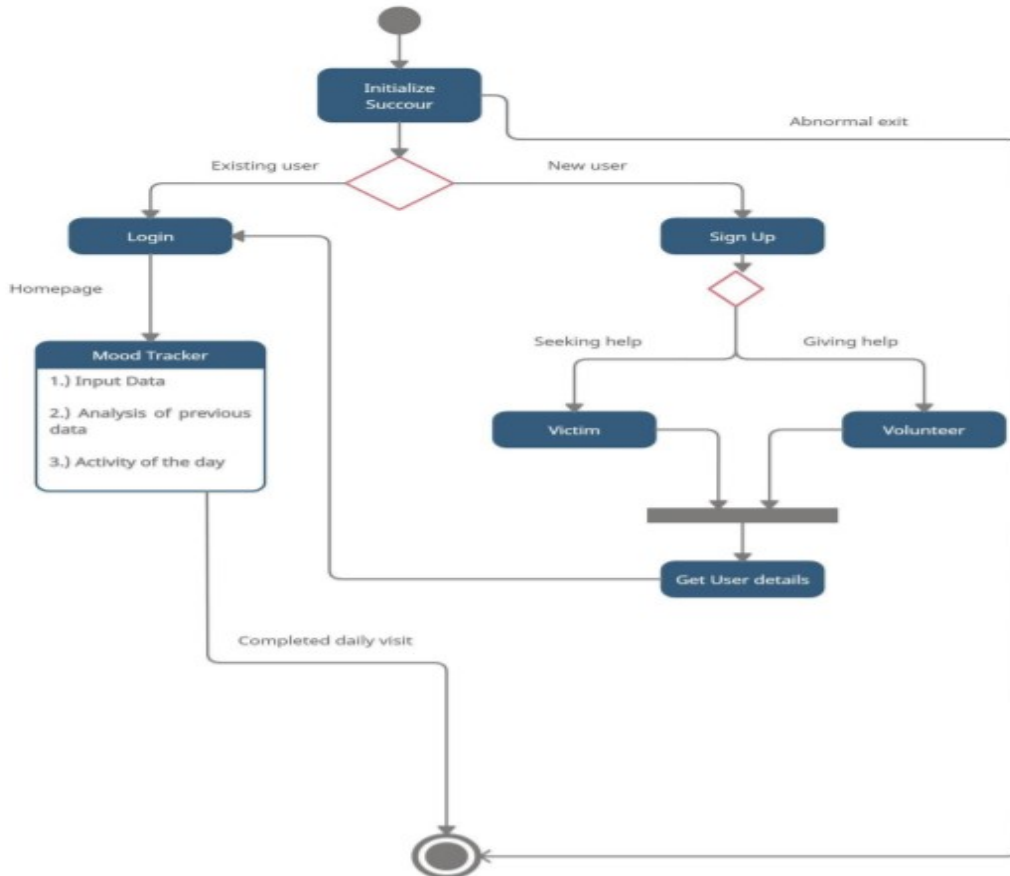 Initialize
Succour
Abnormal exit
Existing user
New user
Login
Sign Up
Homepage
Seeking help
Giving help
Mood Tracker
1.) Input Data
2.) Analysis of previous
data
3.) Activity of the day
Victim
Volunteer
Get User details
Completed daily visit